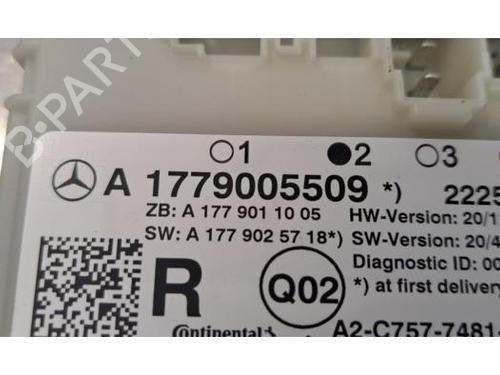 B-PARTS
1 2 3
A 1779005509 *) 2225
ZB: A 177 901 10 05 HW-Version: 20/1
SW: A 177 902 57 18*) SW-Version: 20/4
Diagnostic ID: 00
R Q02 *) at first delivery
Continental A2-C757-7481-